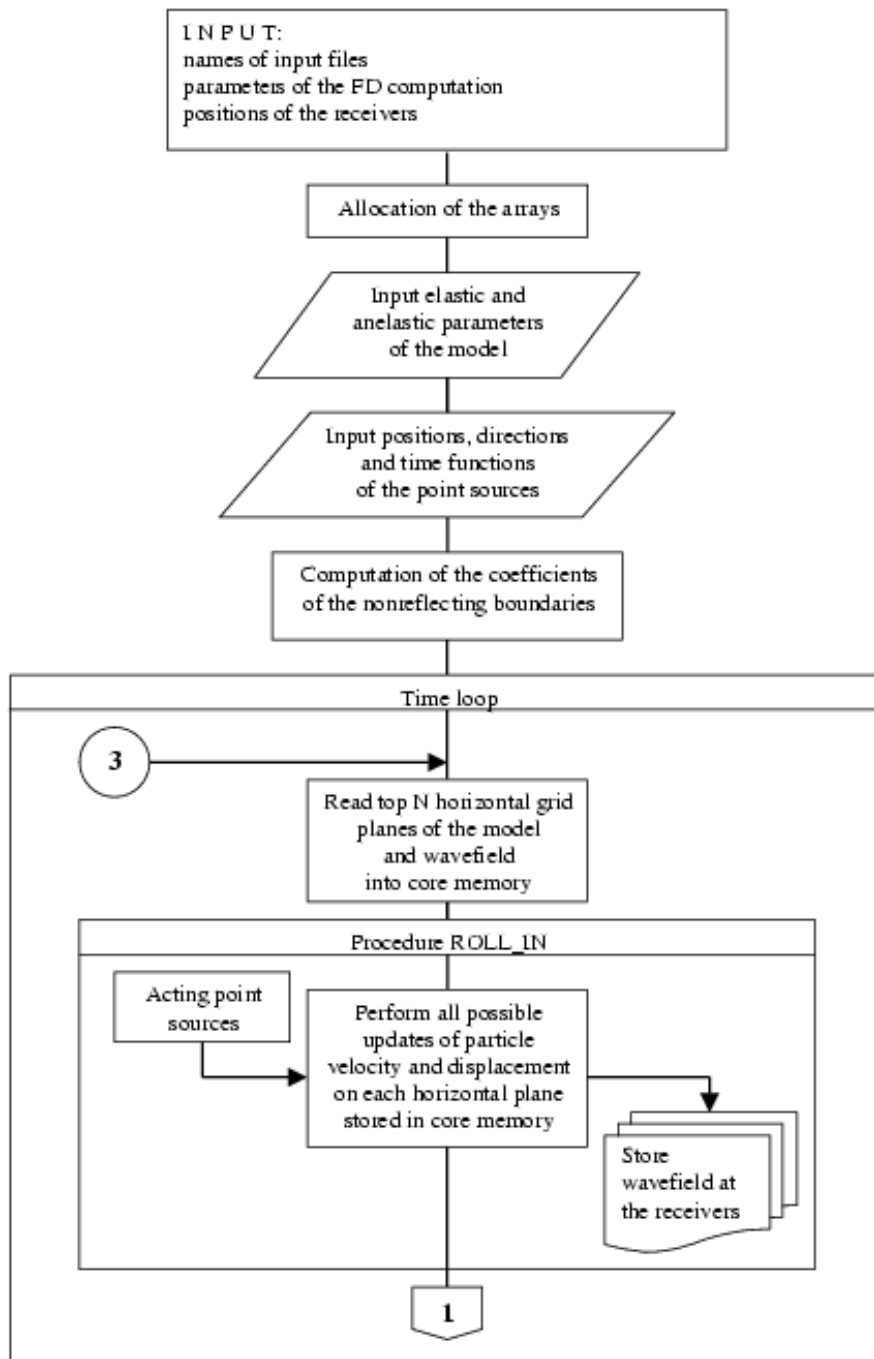 I N P U T:
names of input files
parameters of the FD computation
positions of the receivers
Allocation of the arrays
Input elastic and
anelastic parameters
of the model
Input positions, directions
and time functions
of the point sources
Computation of the coefficients
of the nonreflecting boundaries
Time loop
3
Read top N horizontal grid
planes of the model
and wavefield
into core memory
Procedure ROLL_IN
Acting point
sources
Perform all possible
updates of particle
velocity and displacement
on each horizontal plane
stored in core memory
Store
wavefield at
the receivers
1